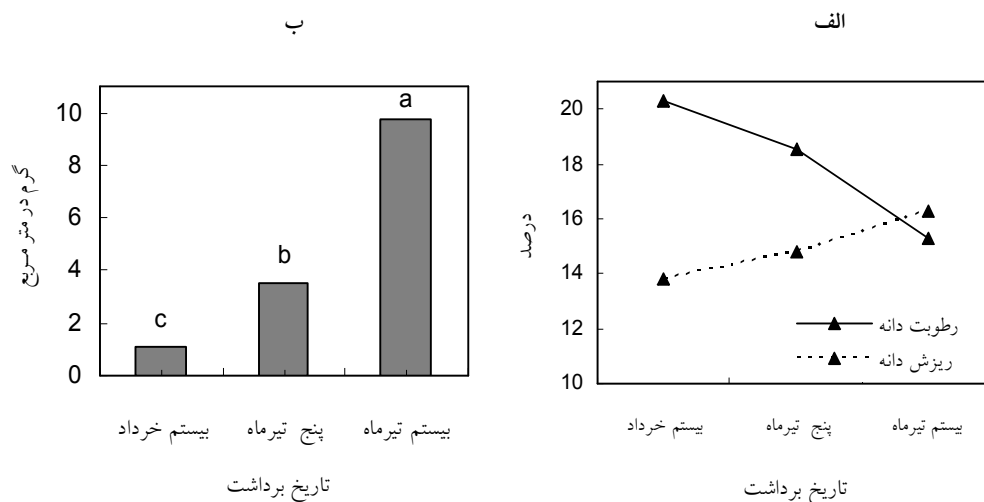 الف
درصد
20
18
16
14
12
10
رطوبت دانه
ریزش دانه
بیستم خرداد
پنج تیرماه
بیستم تیرماه
تاریخ برداشت
ب
گرم در متر مربع
10
8
6
4
2
0
c
b
a
بیستم خرداد
پنج تیرماه
بیستم تیرماه
تاریخ برداشت